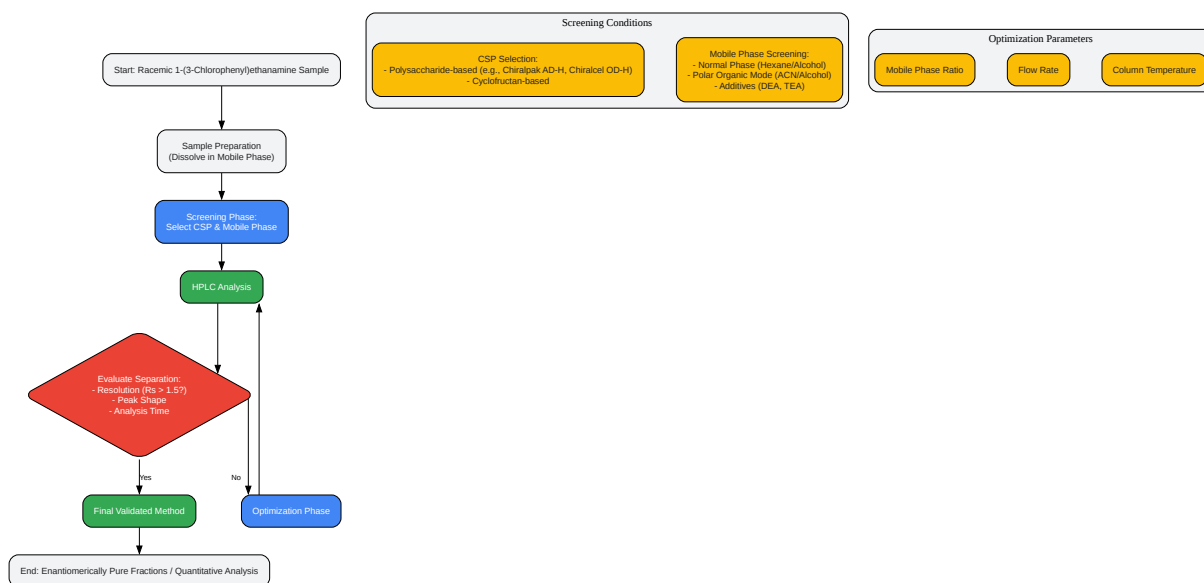 Screening Conditions
CSP Selection:
- Polysaccharide-based (e.g., Chiralpak AD-H, Chiralcel OD-H)
- Cyclofructan-based
Mobile Phase Screening:
- Normal Phase (Hexane/Alcohol)
- Polar Organic Mode (ACN/Alcohol)
- Additives (DEA, TEA)
Optimization Parameters
Mobile Phase Ratio
Flow Rate
Column Temperature
Start: Racemic 1-(3-Chlorophenyl)ethanamine Sample
Sample Preparation
(Dissolve in Mobile Phase)
Screening Phase:
Select CSP & Mobile Phase
HPLC Analysis
Evaluate Separation:
- Resolution (Rs > 1.5?)
- Peak Shape
- Analysis Time
Yes
No
Final Validated Method
Optimization Phase
End: Enantiomerically Pure Fractions / Quantitative Analysis